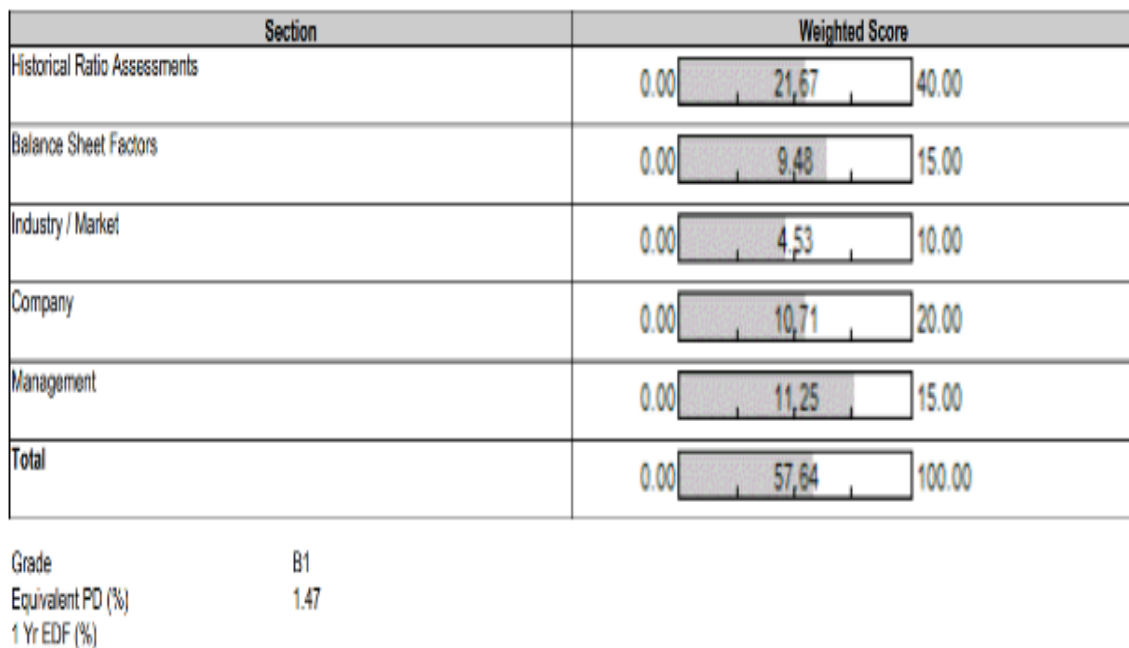 Section Weighted Score
Historical Ratio Assessments 0.00 21.67 40.00
Balance Sheet Factors 0.00 9.48 15.00
Industry / Market 0.00 4.53 10.00
Company 0.00 10.71 20.00
Management 0.00 11.25 15.00
Total 0.00 57.64 100.00
Grade B1
Equivalent PD (%) 1.47
1 Yr EDF (%)